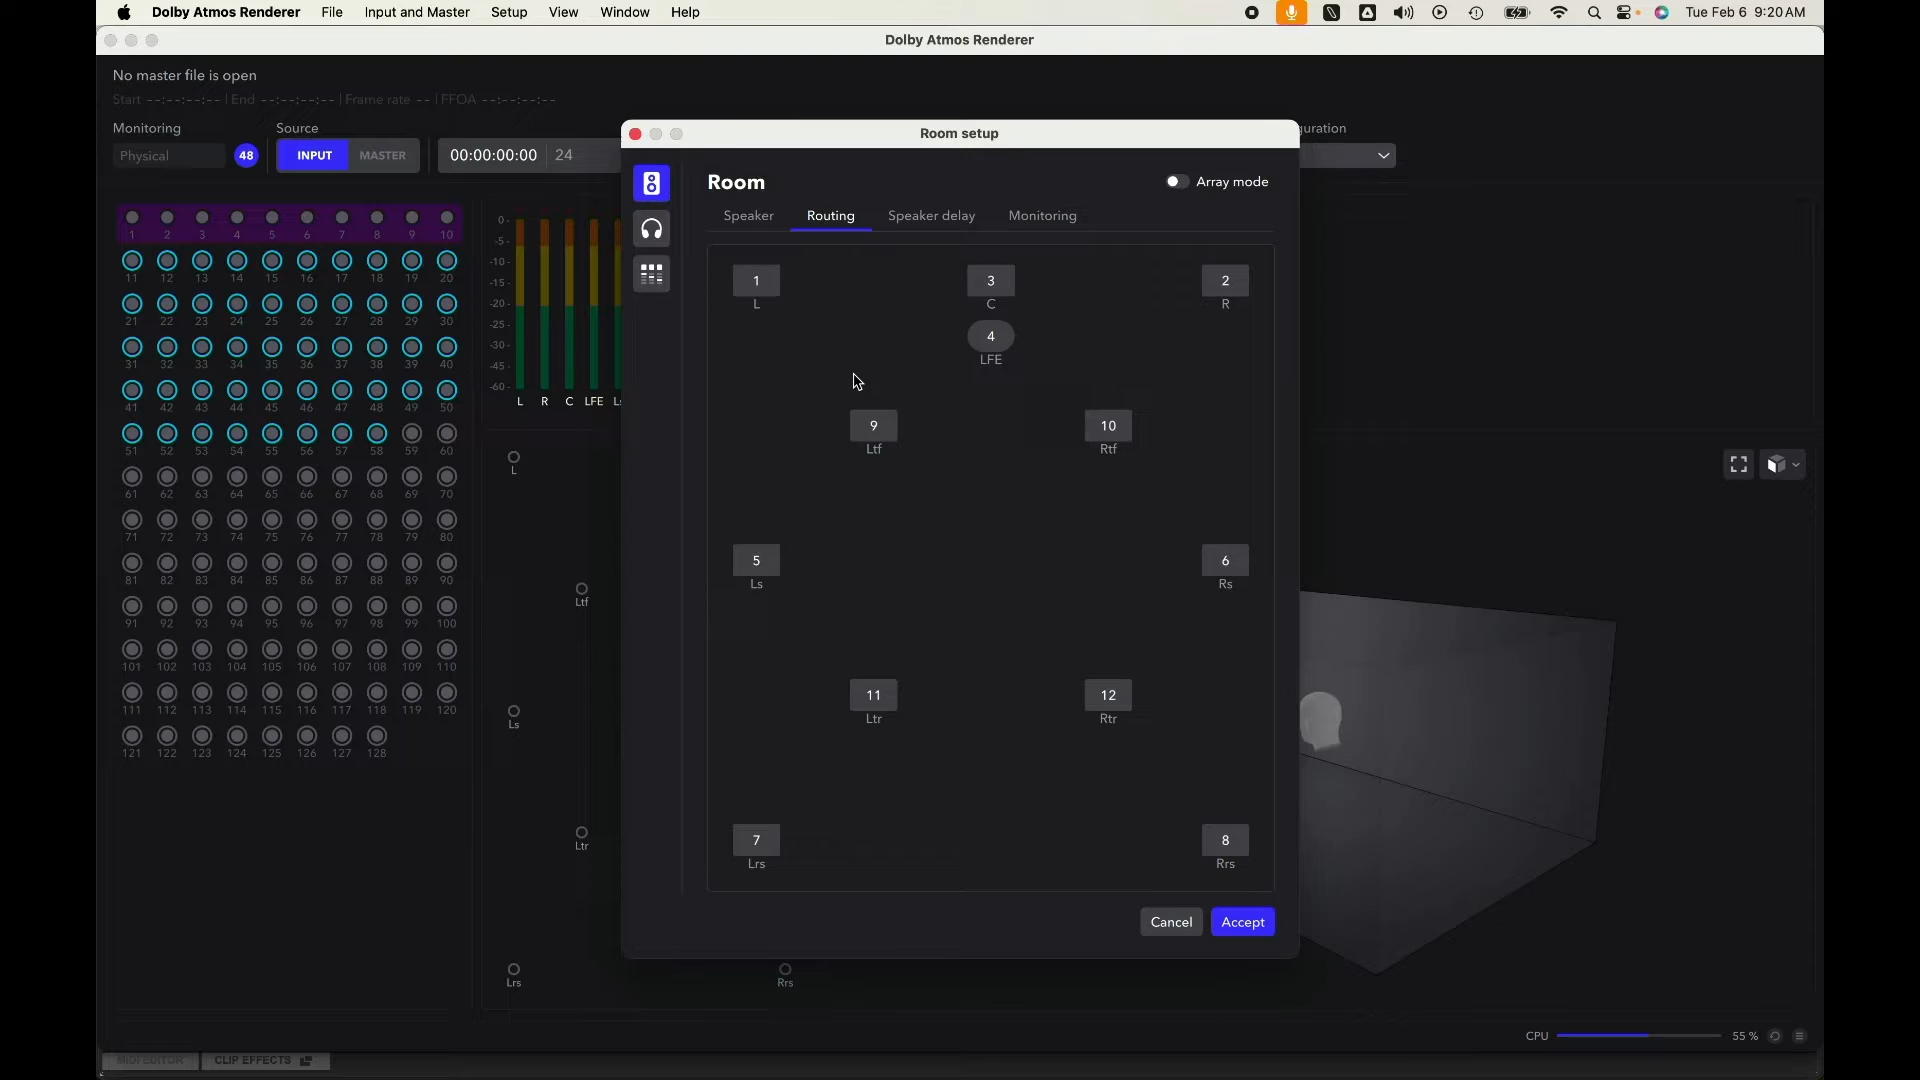 Dolby Atmos Renderer File Input and Master Setup View Window Help Tue Feb 6 9:20 AM
Dolby Atmos Renderer
No master file is open
Start --:--:--:-- | End --:--:--:-- | Frame rate -- | FFOA --:--:--:--
Monitoring Source
Physical 48 INPUT MASTER 00:00:00:00 24
1 2 3 4 5 6 7 8 9 10
11 12 13 14 15 16 17 18 19 20
21 22 23 24 25 26 27 28 29 30
31 32 33 34 35 36 37 38 39 40
41 42 43 44 45 46 47 48 49 50
51 52 53 54 55 56 57 58 59 60
61 62 63 64 65 66 67 68 69 70
71 72 73 74 75 76 77 78 79 80
81 82 83 84 85 86 87 88 89 90
91 92 93 94 95 96 97 98 99 100
101 102 103 104 105 106 107 108 109 110
111 112 113 114 115 116 117 118 119 120
121 122 123 124 125 126 127 128
0-
-5-
-10-
-15-
-20-
-25-
-30-
-45-
-60-
L R C LFE
L
Ltf
Ls
Ltr
Lrs Rrs
Room setup
Room Array mode
Speaker Routing Speaker delay Monitoring
1 3 2
L C R
4
LFE
9 10
Ltf Rtf
5 6
Ls Rs
11 12
Ltr Rtr
7 8
Lrs Rrs
Cancel Accept
CPU 55 %
MIDI EDITOR CLIP EFFECTS